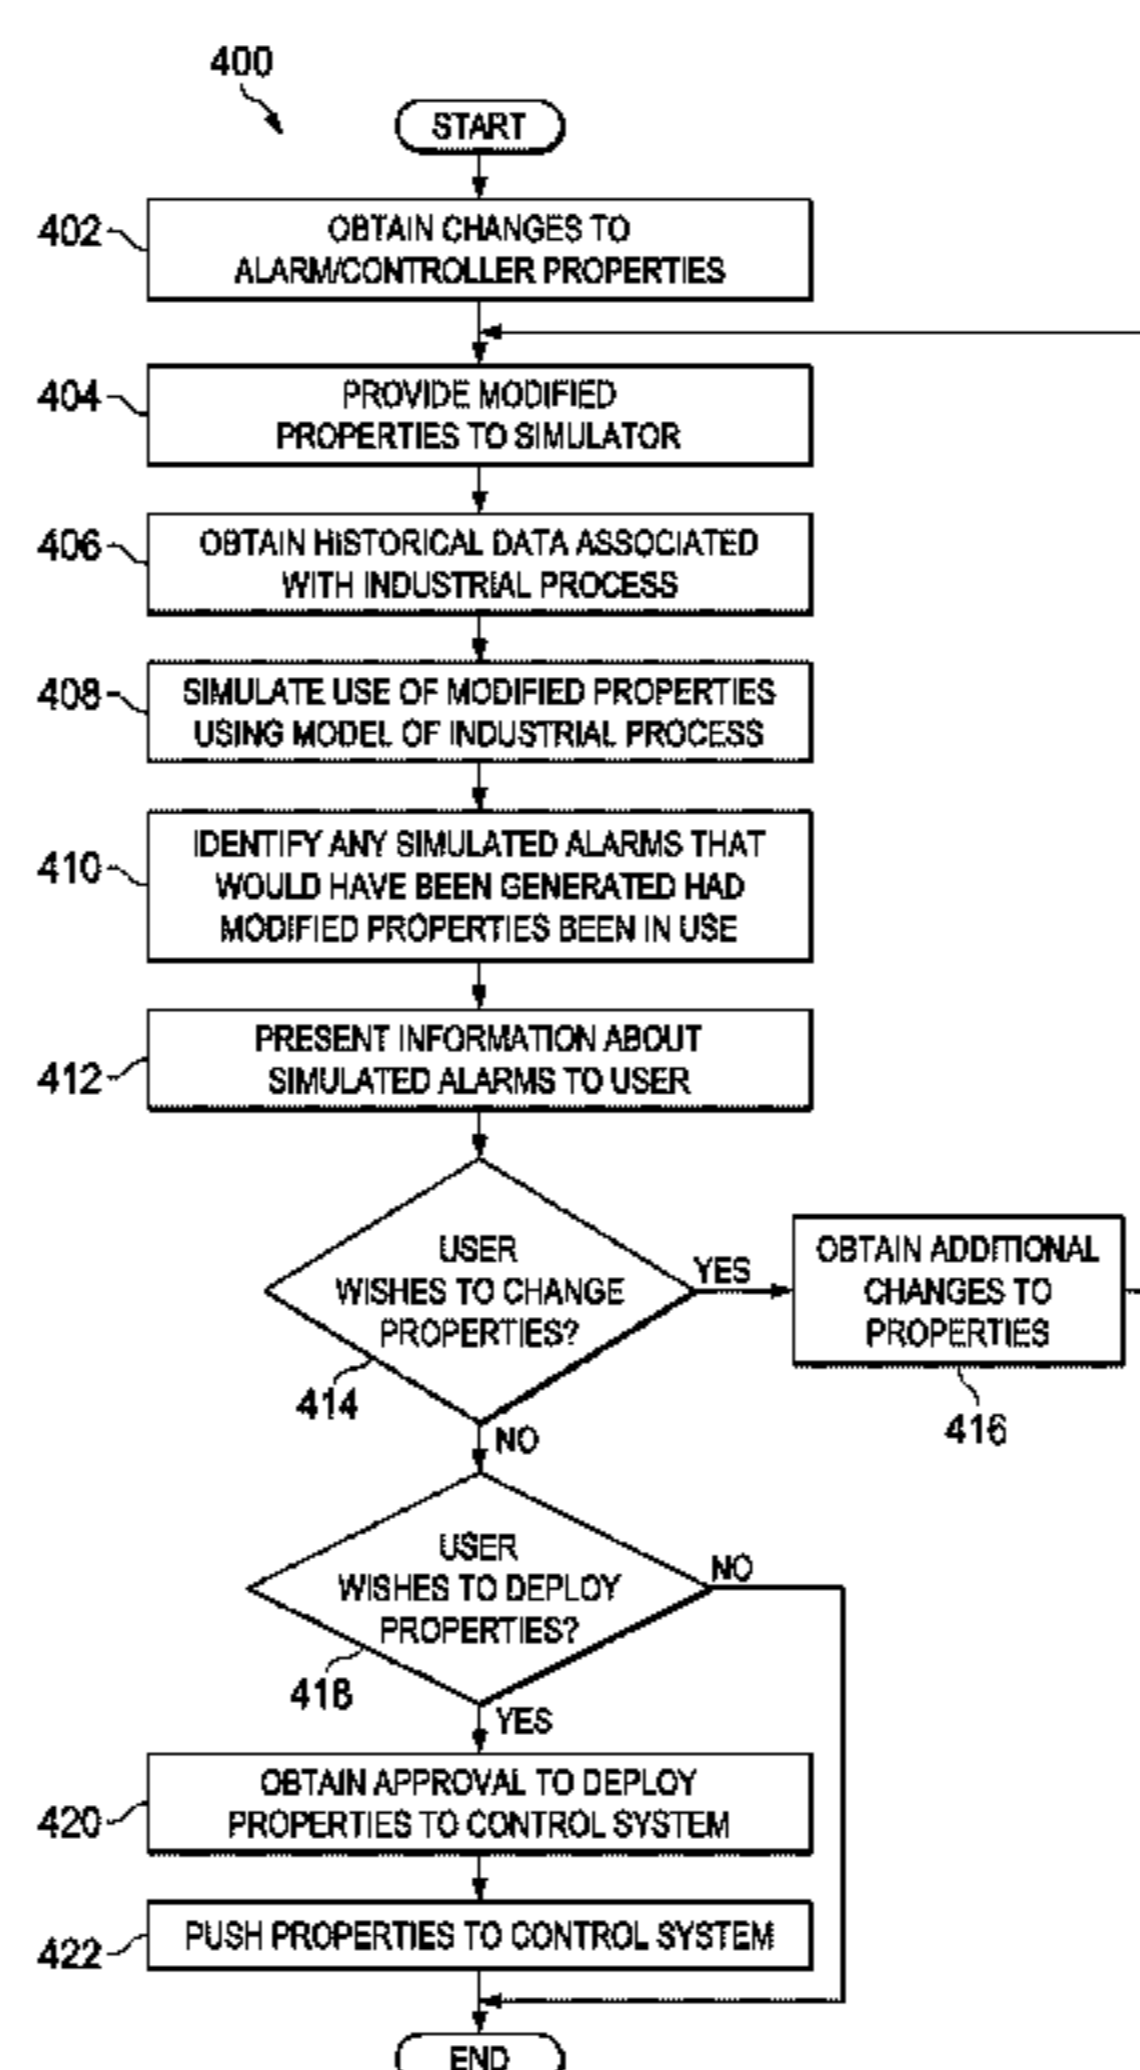 400
START
402
OBTAIN CHANGES TO
ALARM/CONTROLLER PROPERTIES
404
PROVIDE MODIFIED
PROPERTIES TO SIMULATOR
406
OBTAIN HISTORICAL DATA ASSOCIATED
WITH INDUSTRIAL PROCESS
408
SIMULATE USE OF MODIFIED PROPERTIES
USING MODEL OF INDUSTRIAL PROCESS
410
IDENTIFY ANY SIMULATED ALARMS THAT
WOULD HAVE BEEN GENERATED HAD
MODIFIED PROPERTIES BEEN IN USE
412
PRESENT INFORMATION ABOUT
SIMULATED ALARMS TO USER
USER
WISHES TO CHANGE
PROPERTIES?
414
YES
OBTAIN ADDITIONAL
CHANGES TO
PROPERTIES
416
NO
USER
WISHES TO DEPLOY
PROPERTIES?
418
NO
YES
420
OBTAIN APPROVAL TO DEPLOY
PROPERTIES TO CONTROL SYSTEM
422
PUSH PROPERTIES TO CONTROL SYSTEM
END